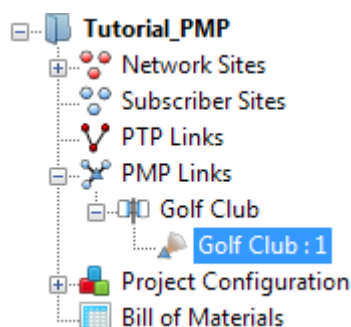 Tutorial_PMP
Network Sites
Subscriber Sites
PTP Links
PMP Links
Golf Club
Golf Club : 1
Project Configuration
Bill of Materials